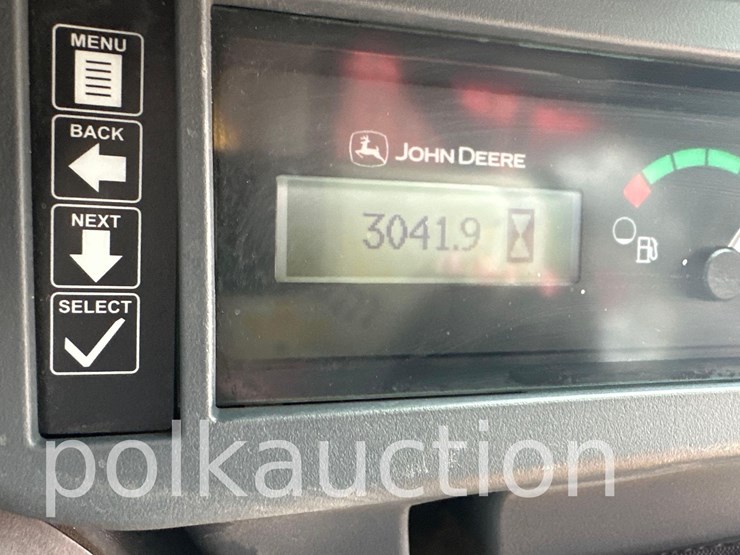 MENU
BACK
NEXT
SELECT
JOHN DEERE
3041.9
polkauction